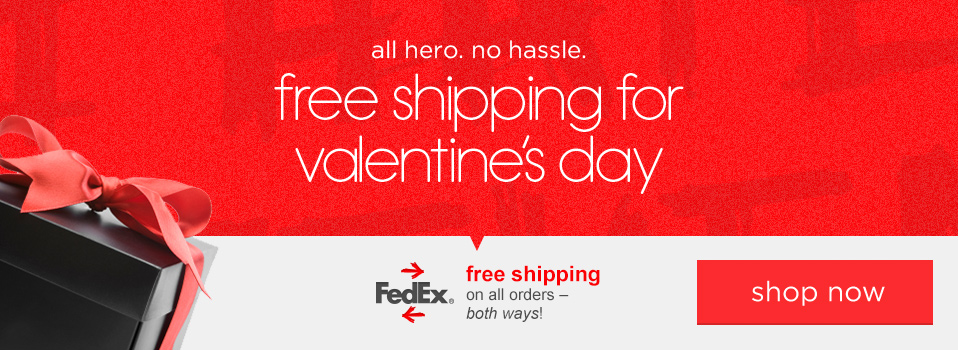 all hero. no hassle.
free shipping for
valentine's day
FedEx®
free shipping
on all orders –
both ways!
shop now